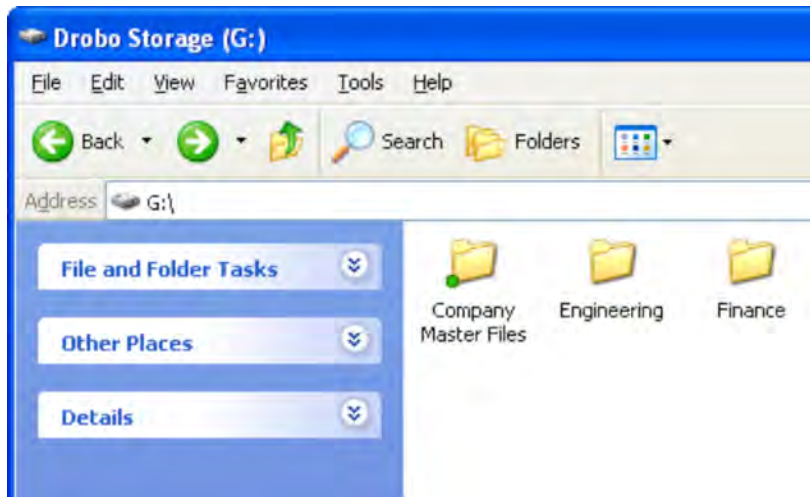 Drobo Storage (G:)
File Edit View Favorites Tools Help
Back Search Folders
Address G:\
File and Folder Tasks
Other Places
Details
Company
Master Files
Engineering
Finance